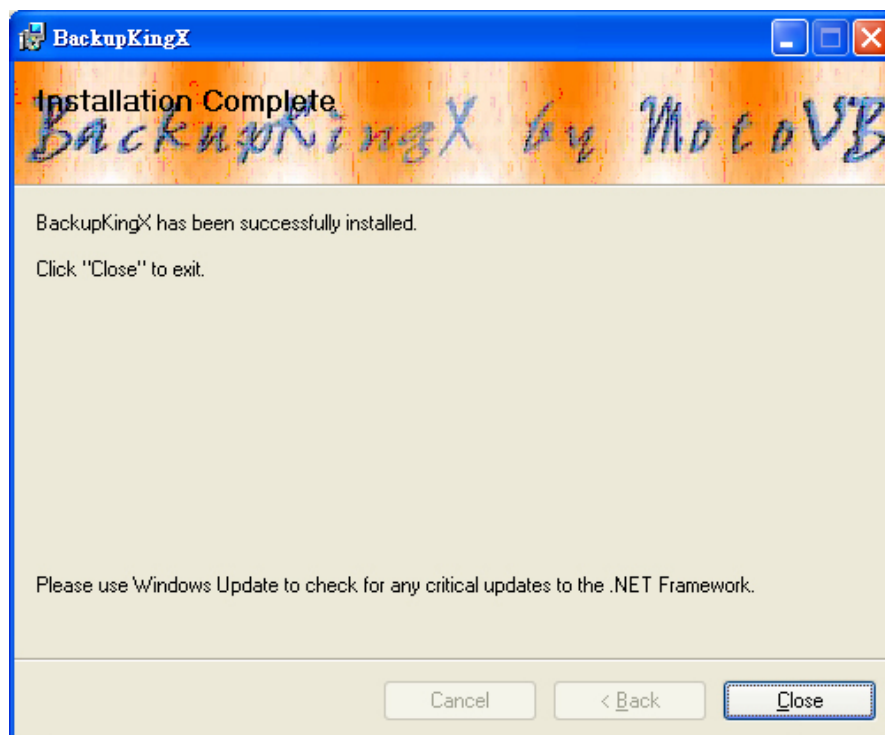 BackupKingX
Installation Complete
BackupKingX by MotoVB
BackupKingX has been successfully installed.
Click "Close" to exit.
Please use Windows Update to check for any critical updates to the .NET Framework.
Cancel
< Back
Close